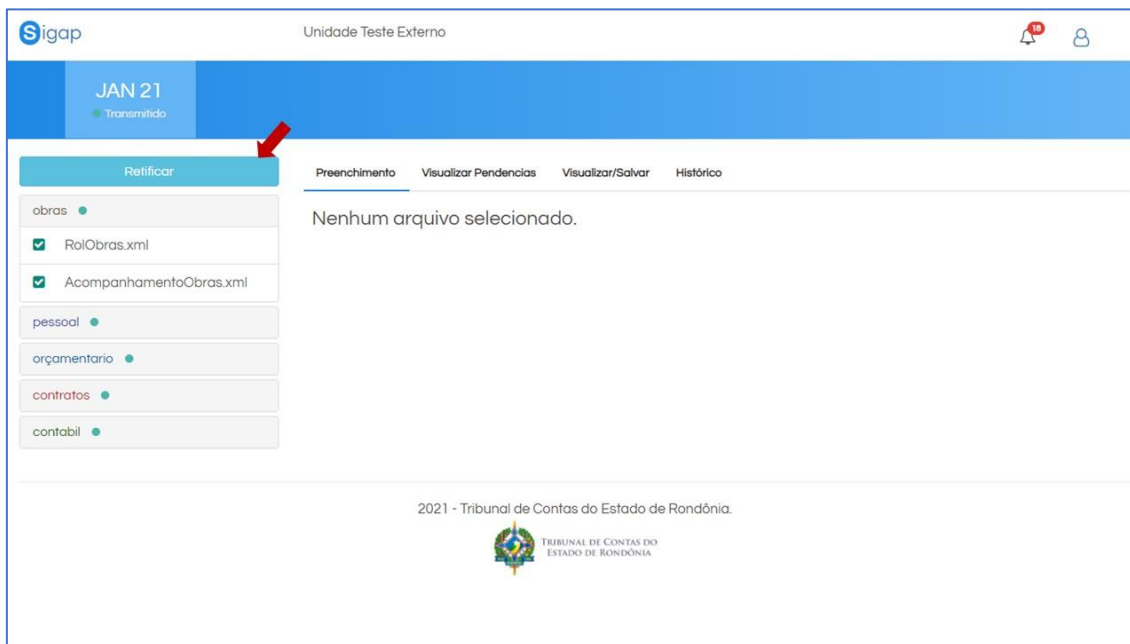 Sigap
Unidade Teste Externo
18
JAN 21
Transmitido
Retificar
Preenchimento Visualizar Pendencias Visualizar/Salvar Histórico
obras
Nenhum arquivo selecionado.
RolObras.xml
AcompanhamentoObras.xml
pessoal
orçamentario
contratos
contabil
2021 - Tribunal de Contas do Estado de Rondônia.
TRIBUNAL DE CONTAS DO
ESTADO DE RONDÔNIA